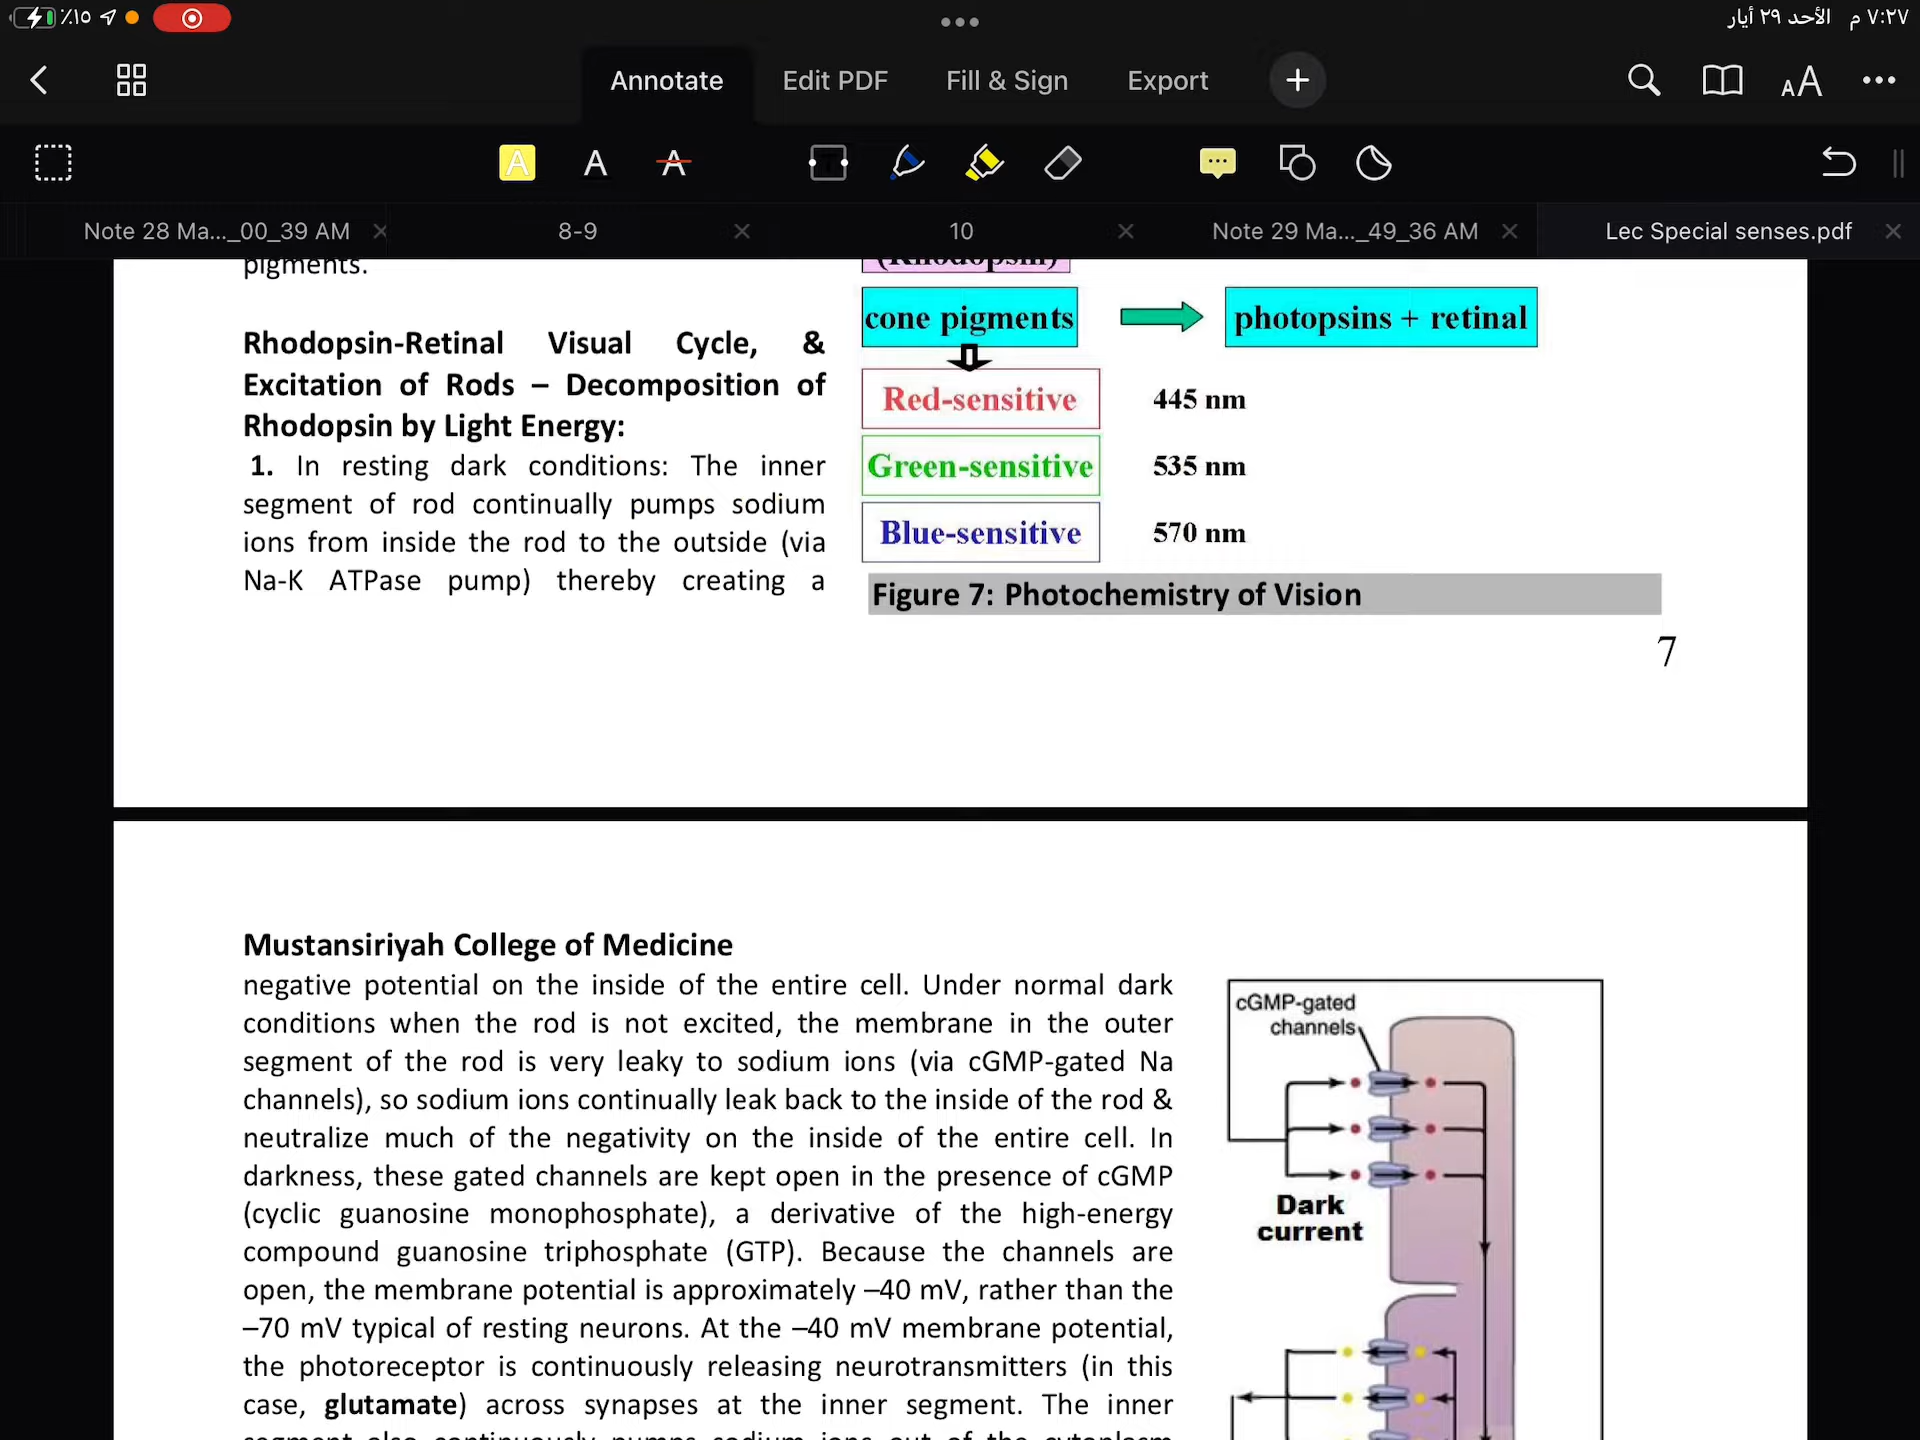 ٪١٥
٧:٢٧ م الأحد ٢٩ أيار
Annotate Edit PDF Fill & Sign Export
Note 28 Ma..._00_39 AM 8-9 10 Note 29 Ma..._49_36 AM Lec Special senses.pdf
pigments.
Rhodopsin-Retinal Visual Cycle, &
Excitation of Rods – Decomposition of
Rhodopsin by Light Energy:
1. In resting dark conditions: The inner
segment of rod continually pumps sodium
ions from inside the rod to the outside (via
Na-K ATPase pump) thereby creating a
(Rhodopsin)
cone pigments photopsins + retinal
Red-sensitive 445 nm
Green-sensitive 535 nm
Blue-sensitive 570 nm
Figure 7: Photochemistry of Vision
7
Mustansiriyah College of Medicine
negative potential on the inside of the entire cell. Under normal dark
conditions when the rod is not excited, the membrane in the outer
segment of the rod is very leaky to sodium ions (via cGMP-gated Na
channels), so sodium ions continually leak back to the inside of the rod &
neutralize much of the negativity on the inside of the entire cell. In
darkness, these gated channels are kept open in the presence of cGMP
(cyclic guanosine monophosphate), a derivative of the high-energy
compound guanosine triphosphate (GTP). Because the channels are
open, the membrane potential is approximately –40 mV, rather than the
–70 mV typical of resting neurons. At the –40 mV membrane potential,
the photoreceptor is continuously releasing neurotransmitters (in this
case, glutamate) across synapses at the inner segment. The inner
segment also continuously pumps sodium ions out of the cytoplasm
cGMP-gated
channels
Dark
current